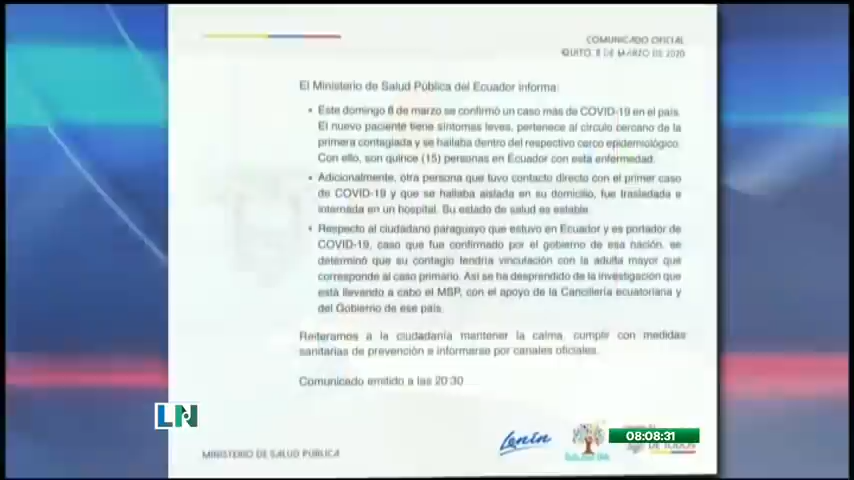 COMUNICADO OFICIAL
QUITO, 8 DE MARZO DE 2020
El Ministerio de Salud Pública del Ecuador informa:
• Este domingo 8 de marzo se confirmó un caso más de COVID-19 en el país.
El nuevo paciente tiene síntomas leves, pertenece al círculo cercano de la
primera contagiada y se hallaba dentro del respectivo cerco epidemiológico.
Con ello, son quince (15) personas en Ecuador con esta enfermedad.
• Adicionalmente, otra persona que tuvo contacto directo con el primer caso
de COVID-19 y que se hallaba aislada en su domicilio, fue trasladada e
internada en un hospital. Su estado de salud es estable.
• Respecto al ciudadano paraguayo que estuvo en Ecuador y es portador de
COVID-19, caso que fue confirmado por el gobierno de esa nación, se
determinó que su contagio tendría vinculación con la adulta mayor que
corresponde al caso primario. Así se ha desprendido de la investigación que
está llevando a cabo el MSP, con el apoyo de la Cancillería ecuatoriana y
del Gobierno de ese país.
Reiteramos a la ciudadanía mantener la calma, cumplir con medidas
sanitarias de prevención e informarse por canales oficiales.
Comunicado emitido a las 20:30
LN
Lenín
08:08:31
DE TODOS
MINISTERIO DE SALUD PÚBLICA